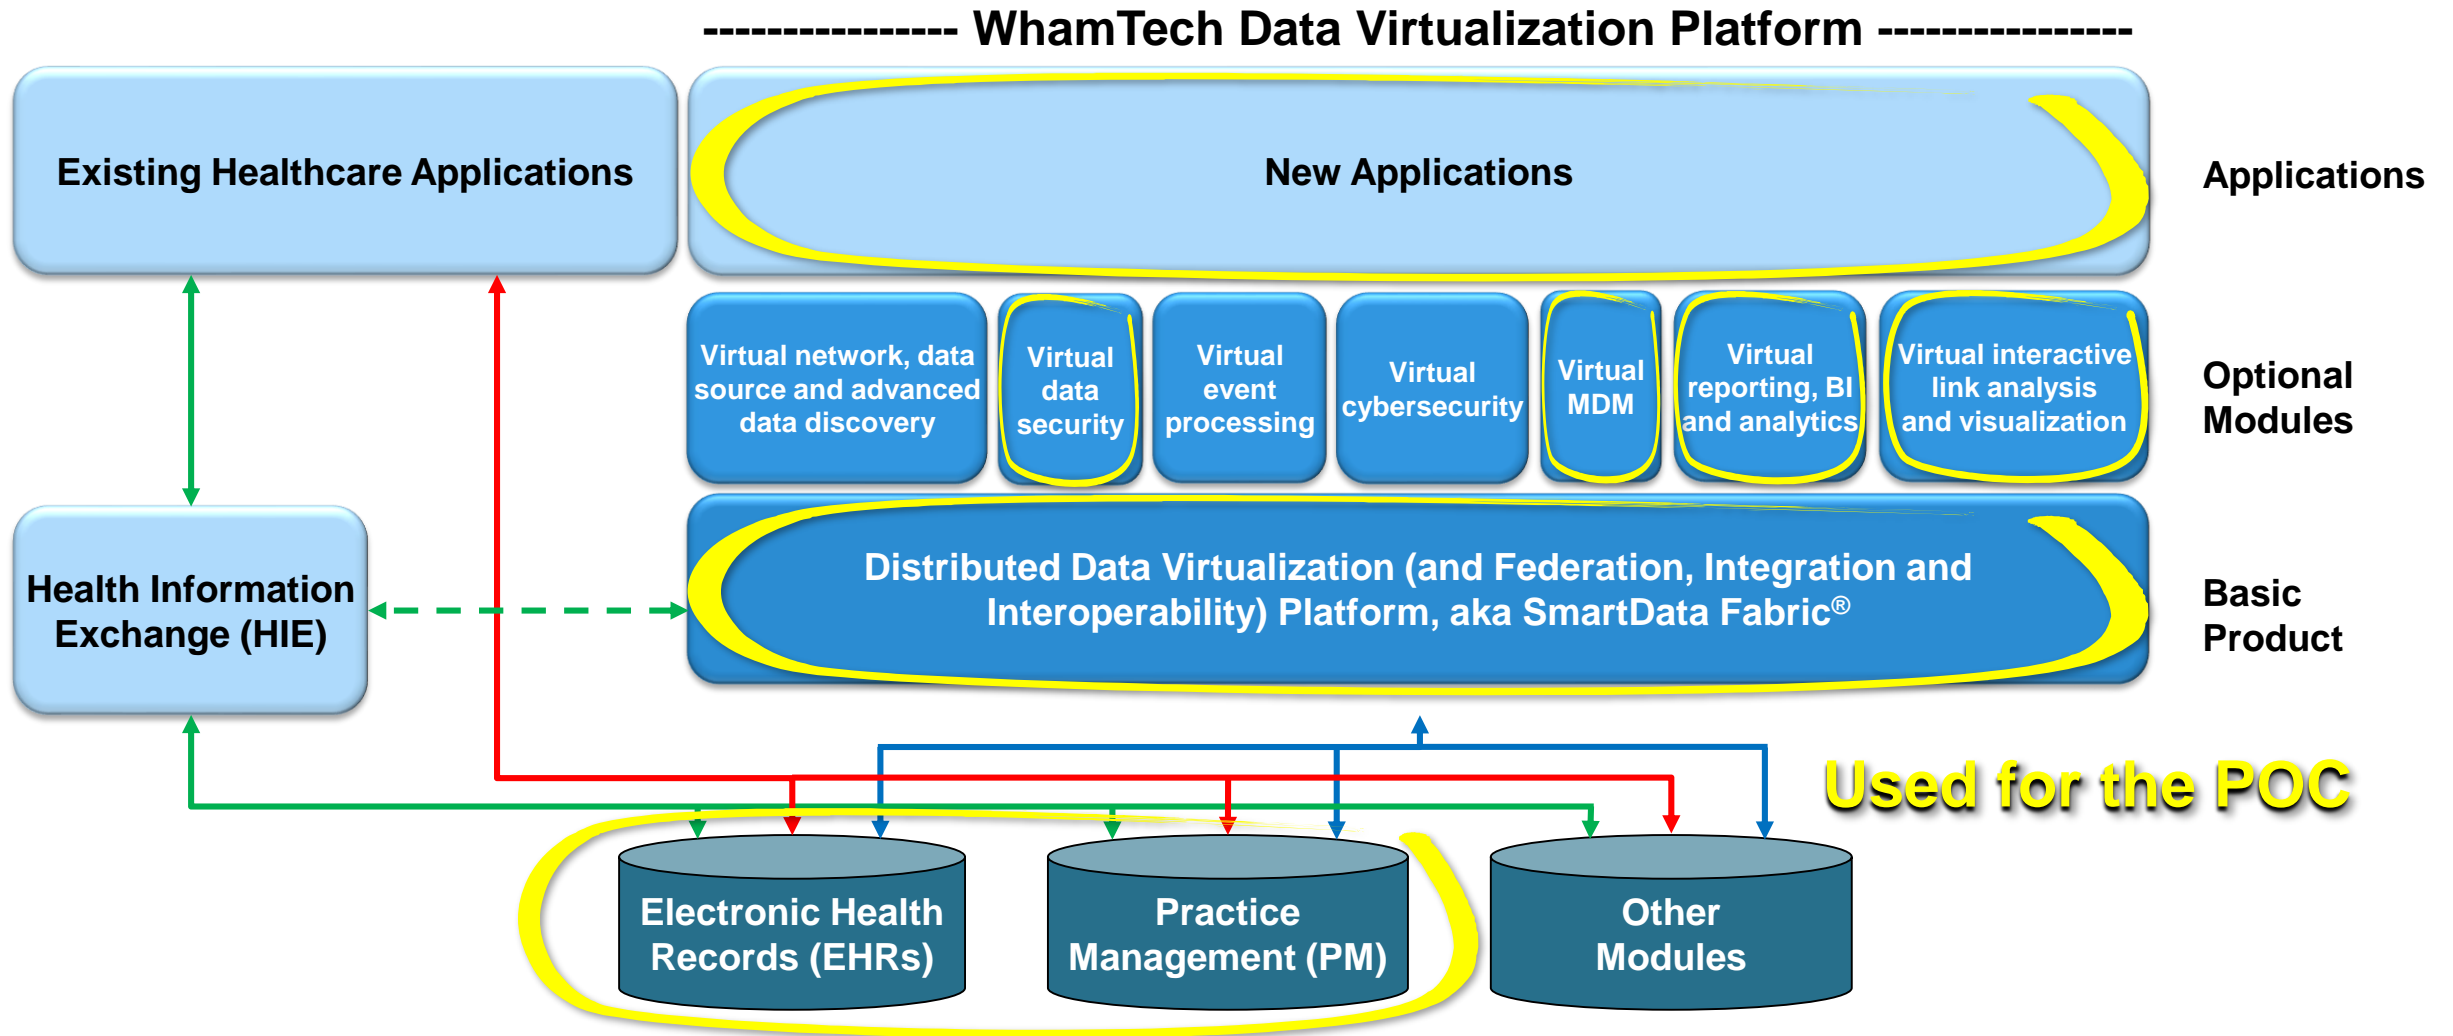 ---------------- WhamTech Data Virtualization Platform ----------------
Existing Healthcare Applications
New Applications
Applications
Virtual network, data
source and advanced
data discovery
Virtual
data
security
Virtual
event
processing
Virtual
cybersecurity
Virtual
MDM
Virtual
reporting, BI
and analytics
Virtual interactive
link analysis
and visualization
Optional
Modules
Health Information
Exchange (HIE)
Distributed Data Virtualization (and Federation, Integration and
Interoperability) Platform, aka SmartData Fabric®
Basic
Product
Used for the POC
Electronic Health
Records (EHRs)
Practice
Management (PM)
Other
Modules